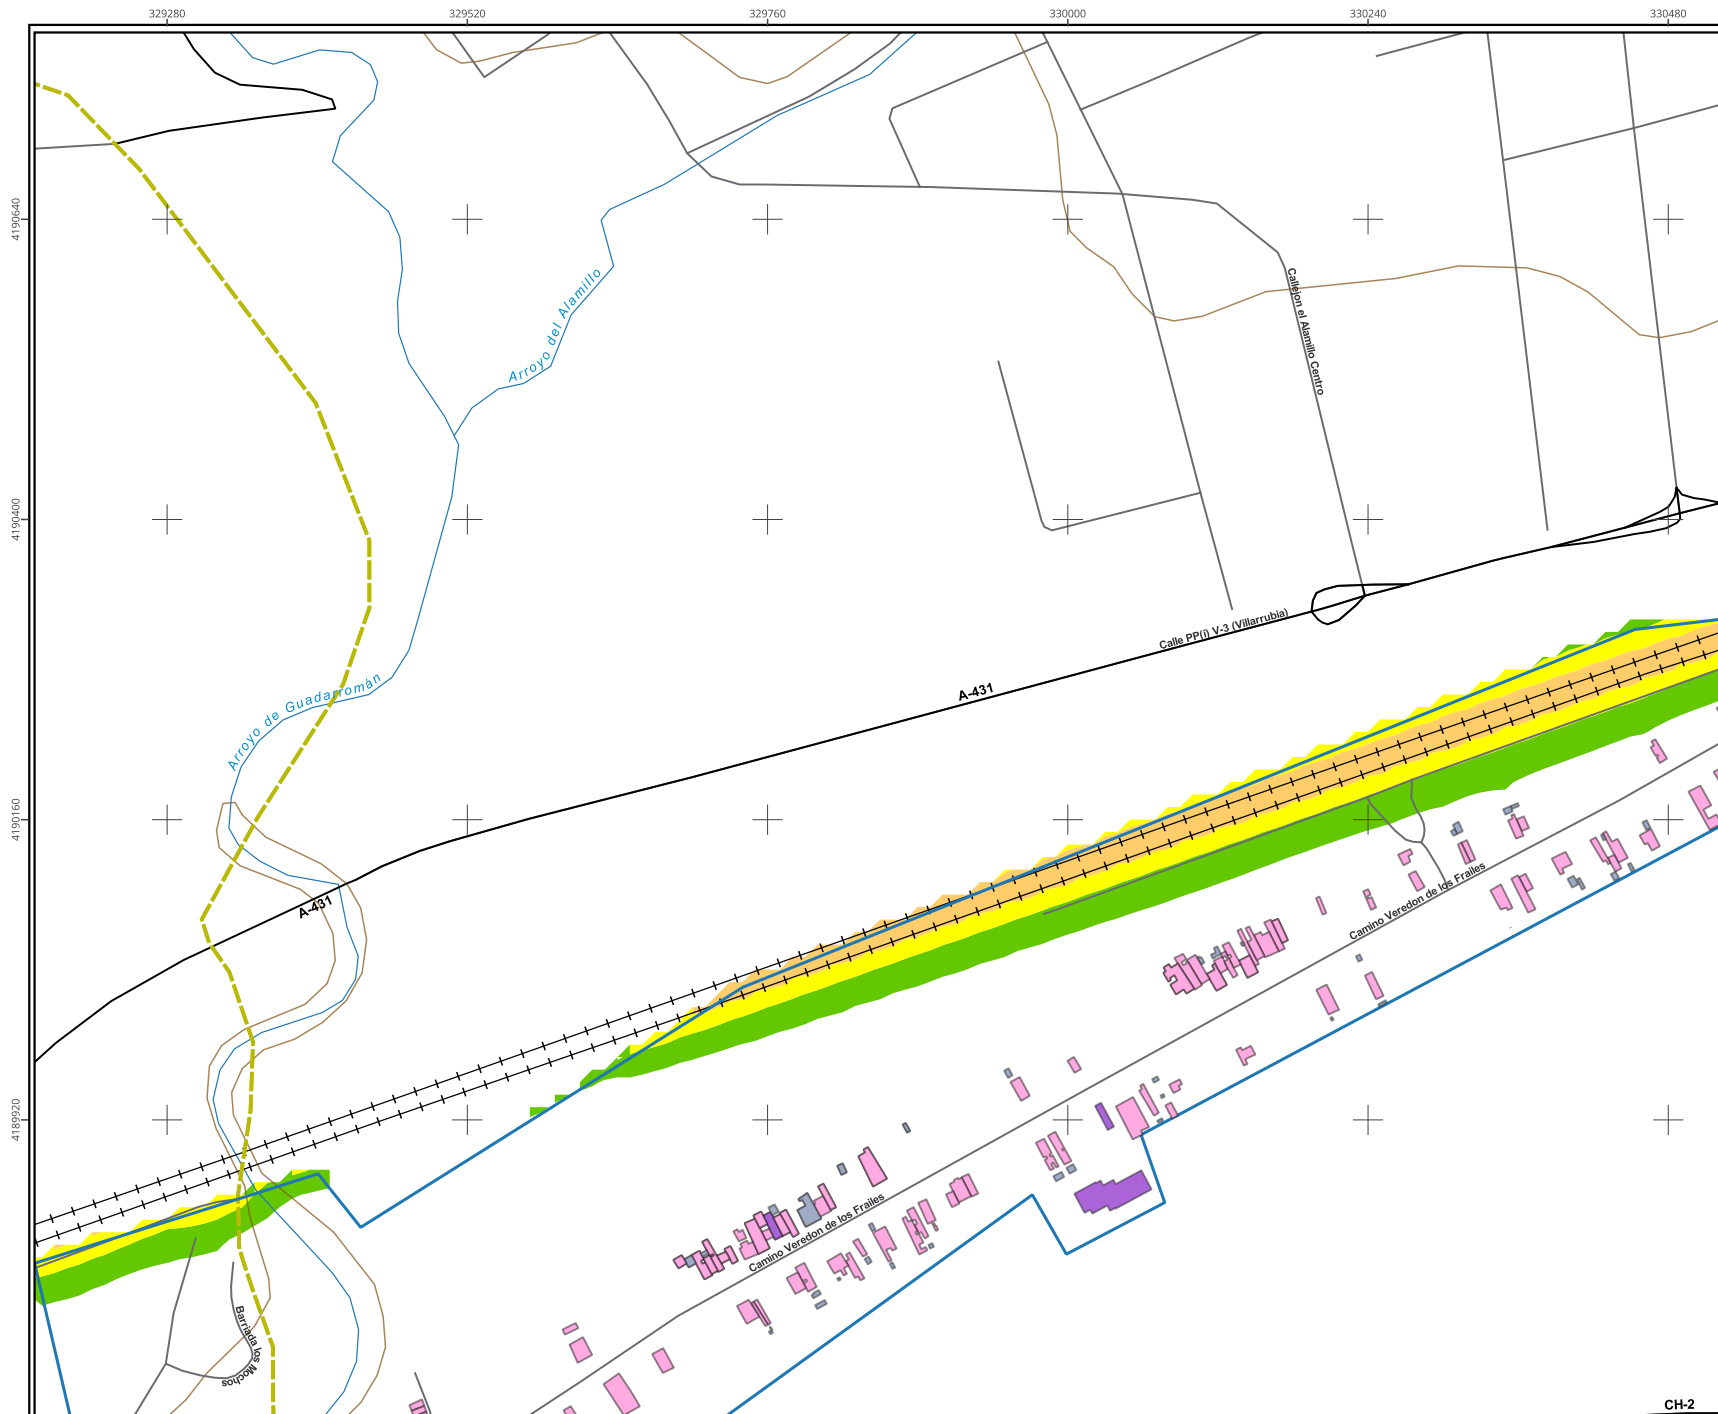 329280
329520
329760
330000
330240
330480
4190640
4190400
4190160
4189920
Arroyo del Alamillo
Callejon el Alamillo Centro
Calle PP(i) V-3 (Villarrubia)
A-431
Arroyo de Guadarromán
A-431
Camino Veredon de los Frailes
Camino Veredon de los Frailes
Barriada los Mochos
CH-2